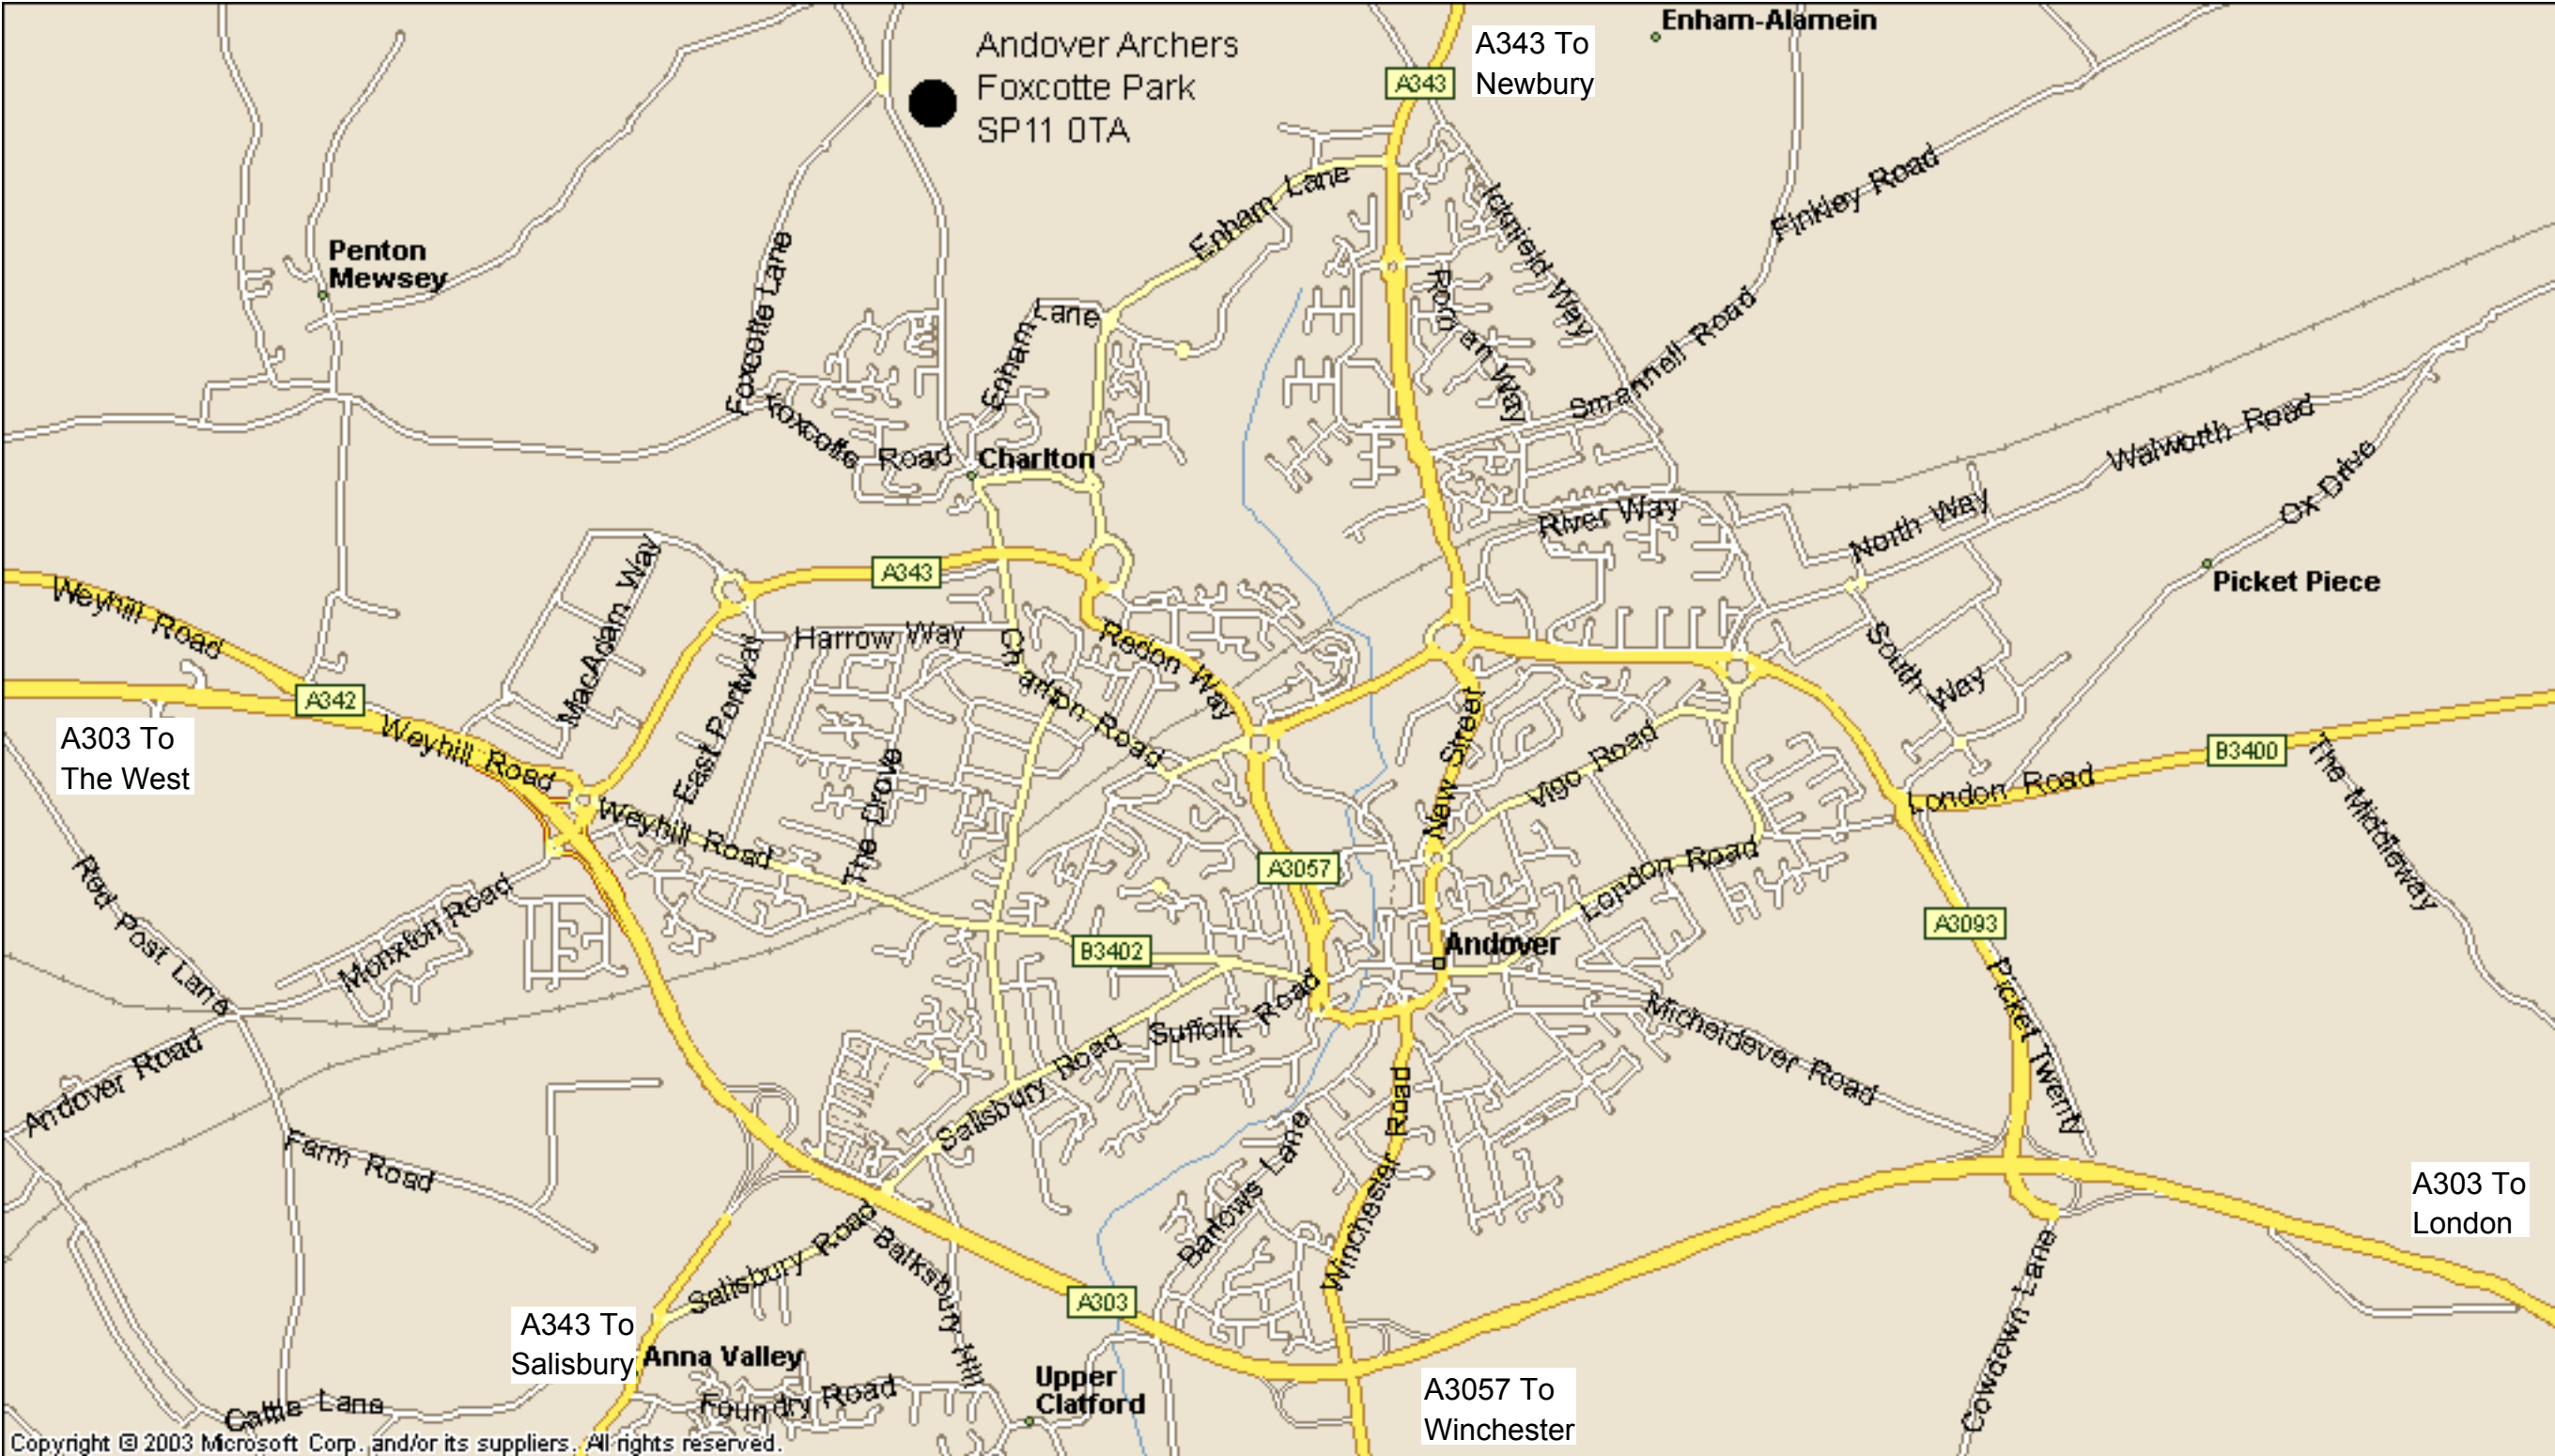 Enham-Alamein
Andover Archers
Foxcotte Park
SP11 0TA
A343 To
Newbury
A343
Finkley Road
Enham Lane
Icknield Way
Penton
Mewsey
Foxcotte Lane
Roman Way
Enham Lane
Smannell Road
Foxcotte Road
Charlton
Walworth Road
Ox Drive
River Way
North Way
Picket Piece
Weyhill Road
MacAdam Way
A343
Harrow Way
Redon Way
Charlton Road
East Portway
South Way
A342
A303 To
The West
Weyhill Road
New Street
Vigo Road
B3400
London Road
The Middleway
Weyhill Road
The Drove
A3057
London Road
Red Post Lane
Monxton Road
B3402
Andover
A3093
Picket Twenty
Suffolk Road
Micheldever Road
Andover Road
Salisbury Road
Farm Road
Winchester Road
Barlows Lane
A303 To
London
Salisbury Road
Balksbury Hill
A303
Cowdown Lane
A343 To
Salisbury
Anna Valley
Upper
Clatford
Foundry Road
Cattle Lane
A3057 To
Winchester
Copyright © 2003 Microsoft Corp. and/or its suppliers. All rights reserved.